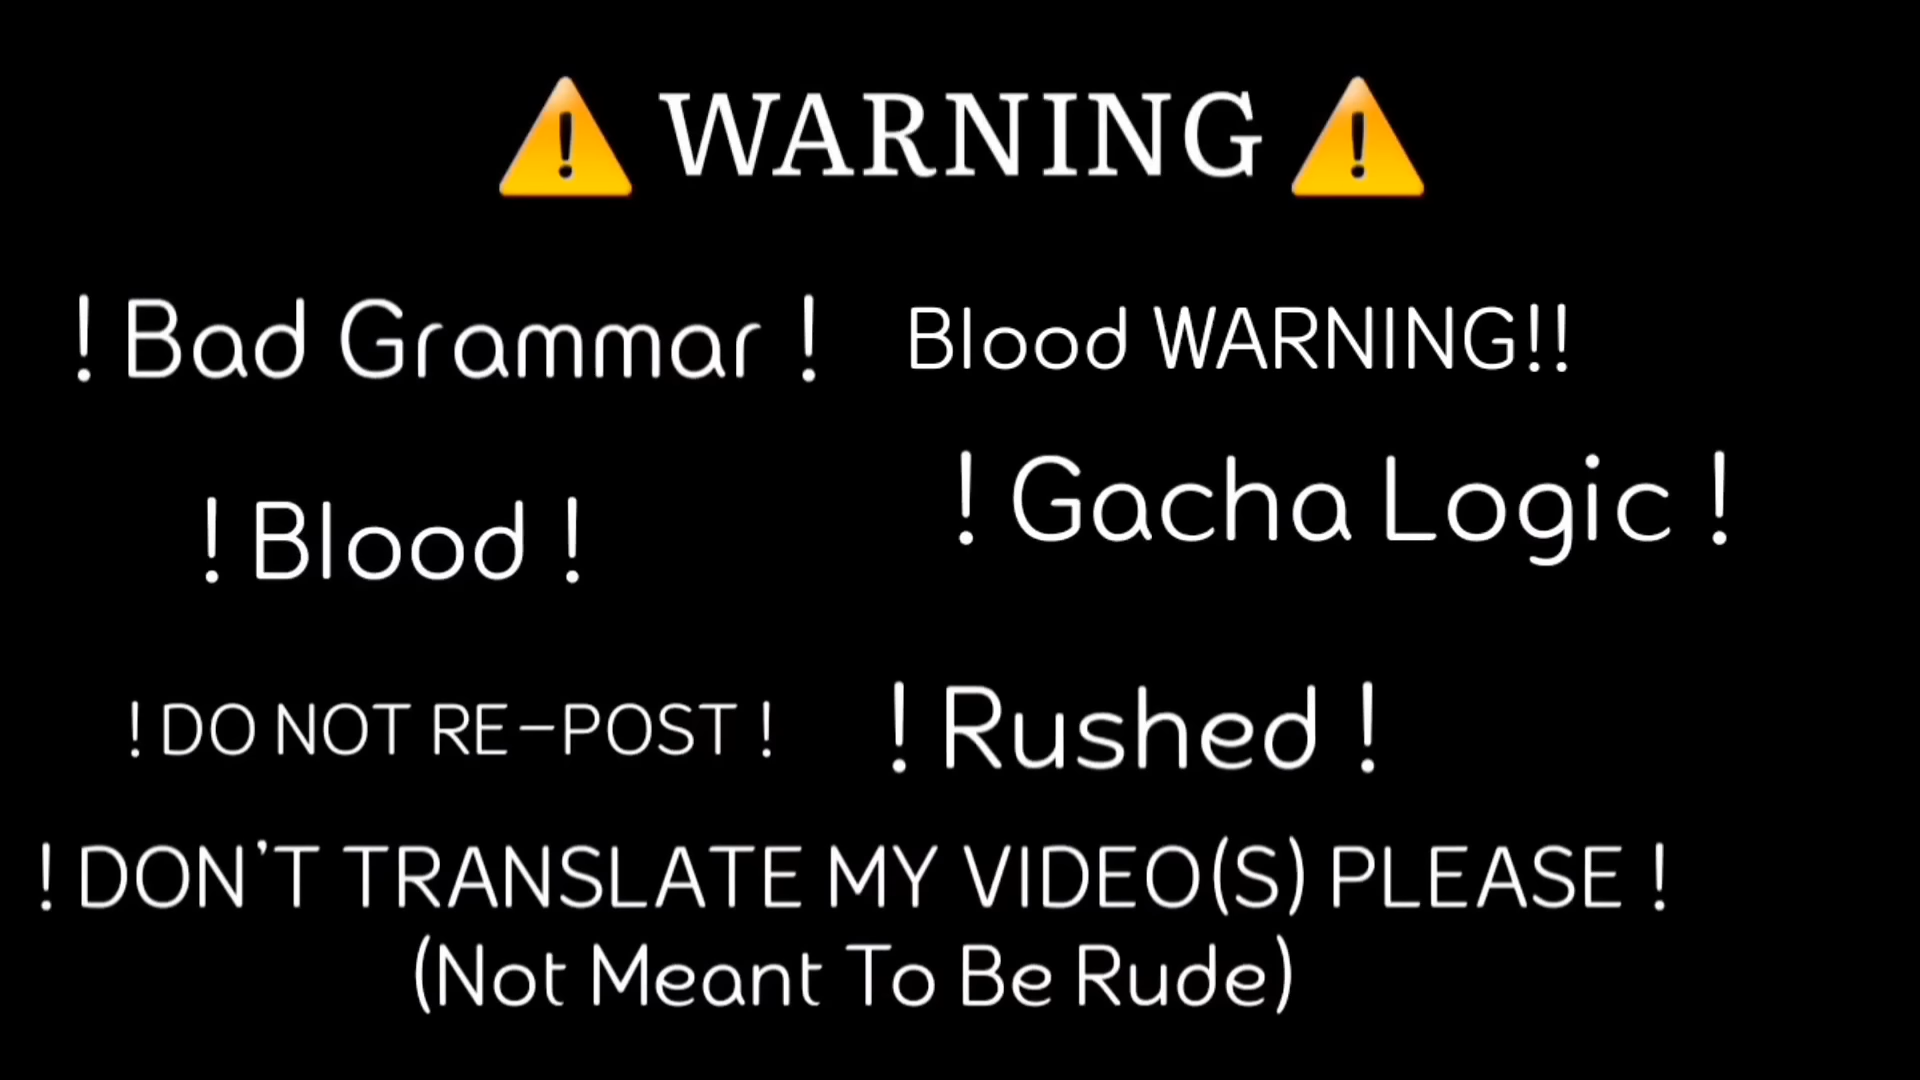 ⚠️ WARNING ⚠️
! Bad Grammar !
Blood WARNING!!
! Blood !
! Gacha Logic !
! DO NOT RE-POST !
! Rushed !
! DON'T TRANSLATE MY VIDEO(S) PLEASE !
(Not Meant To Be Rude)